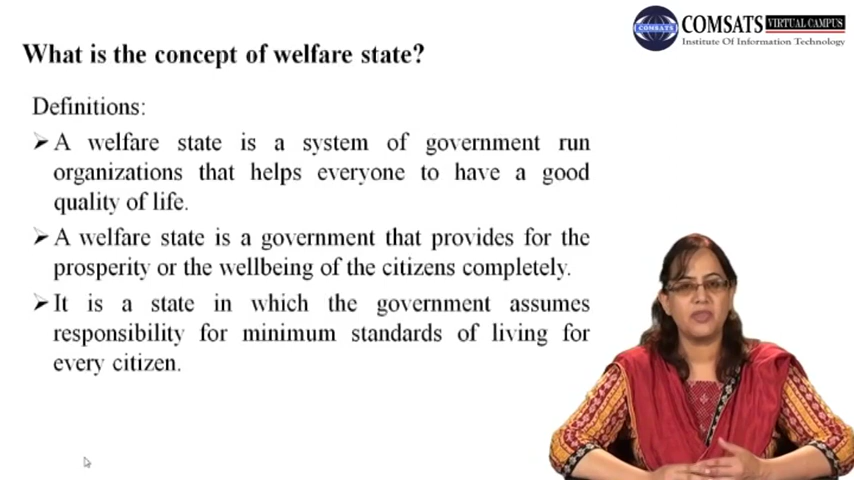 COMSATS VIRTUAL CAMPUS
Institute Of Information Technology
COMSATS
What is the concept of welfare state?
Definitions:
➢ A welfare state is a system of government run
organizations that helps everyone to have a good
quality of life.
➢ A welfare state is a government that provides for the
prosperity or the wellbeing of the citizens completely.
➢ It is a state in which the government assumes
responsibility for minimum standards of living for
every citizen.